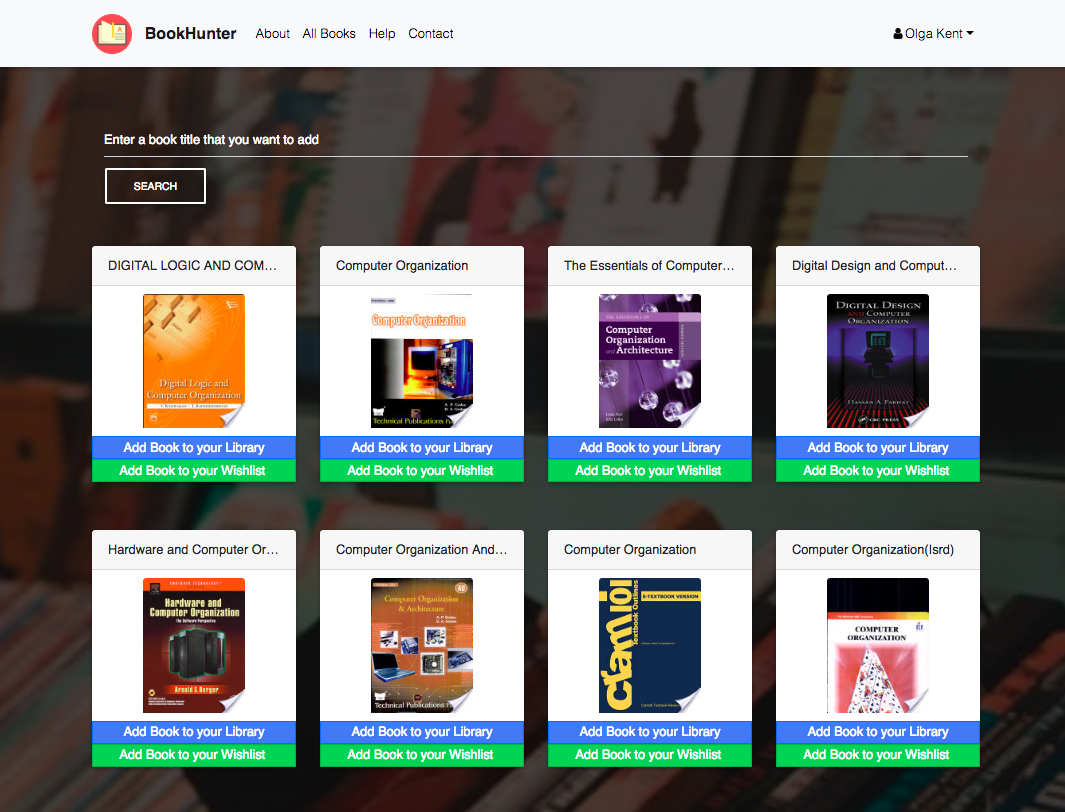 BookHunter About All Books Help Contact Olga Kent
Enter a book title that you want to add
SEARCH
DIGITAL LOGIC AND COM...
Computer Organization
The Essentials of Computer...
Digital Design and Comput...
Digital Logic and
Computer Organization
Computer Organization
Technical Publications
THE ESSENTIALS OF
Computer
Organization
and Architecture
DIGITAL DESIGN
AND COMPUTER
ORGANIZATION
HASSAN A. FARHAT
CRC PRESS
Add Book to your Library
Add Book to your Wishlist
Add Book to your Library
Add Book to your Wishlist
Add Book to your Library
Add Book to your Wishlist
Add Book to your Library
Add Book to your Wishlist
Hardware and Computer Or...
Computer Organization And...
Computer Organization
Computer Organization(Isrd)
Hardware and
Computer Organization
The Software Perspective
Arnold S. Berger
Computer Organization
& Architecture
Technical Publications
Cram101
Textbook Outlines
E-TEXTBOOK VERSION
COMPUTER
ORGANIZATION
Add Book to your Library
Add Book to your Wishlist
Add Book to your Library
Add Book to your Wishlist
Add Book to your Library
Add Book to your Wishlist
Add Book to your Library
Add Book to your Wishlist